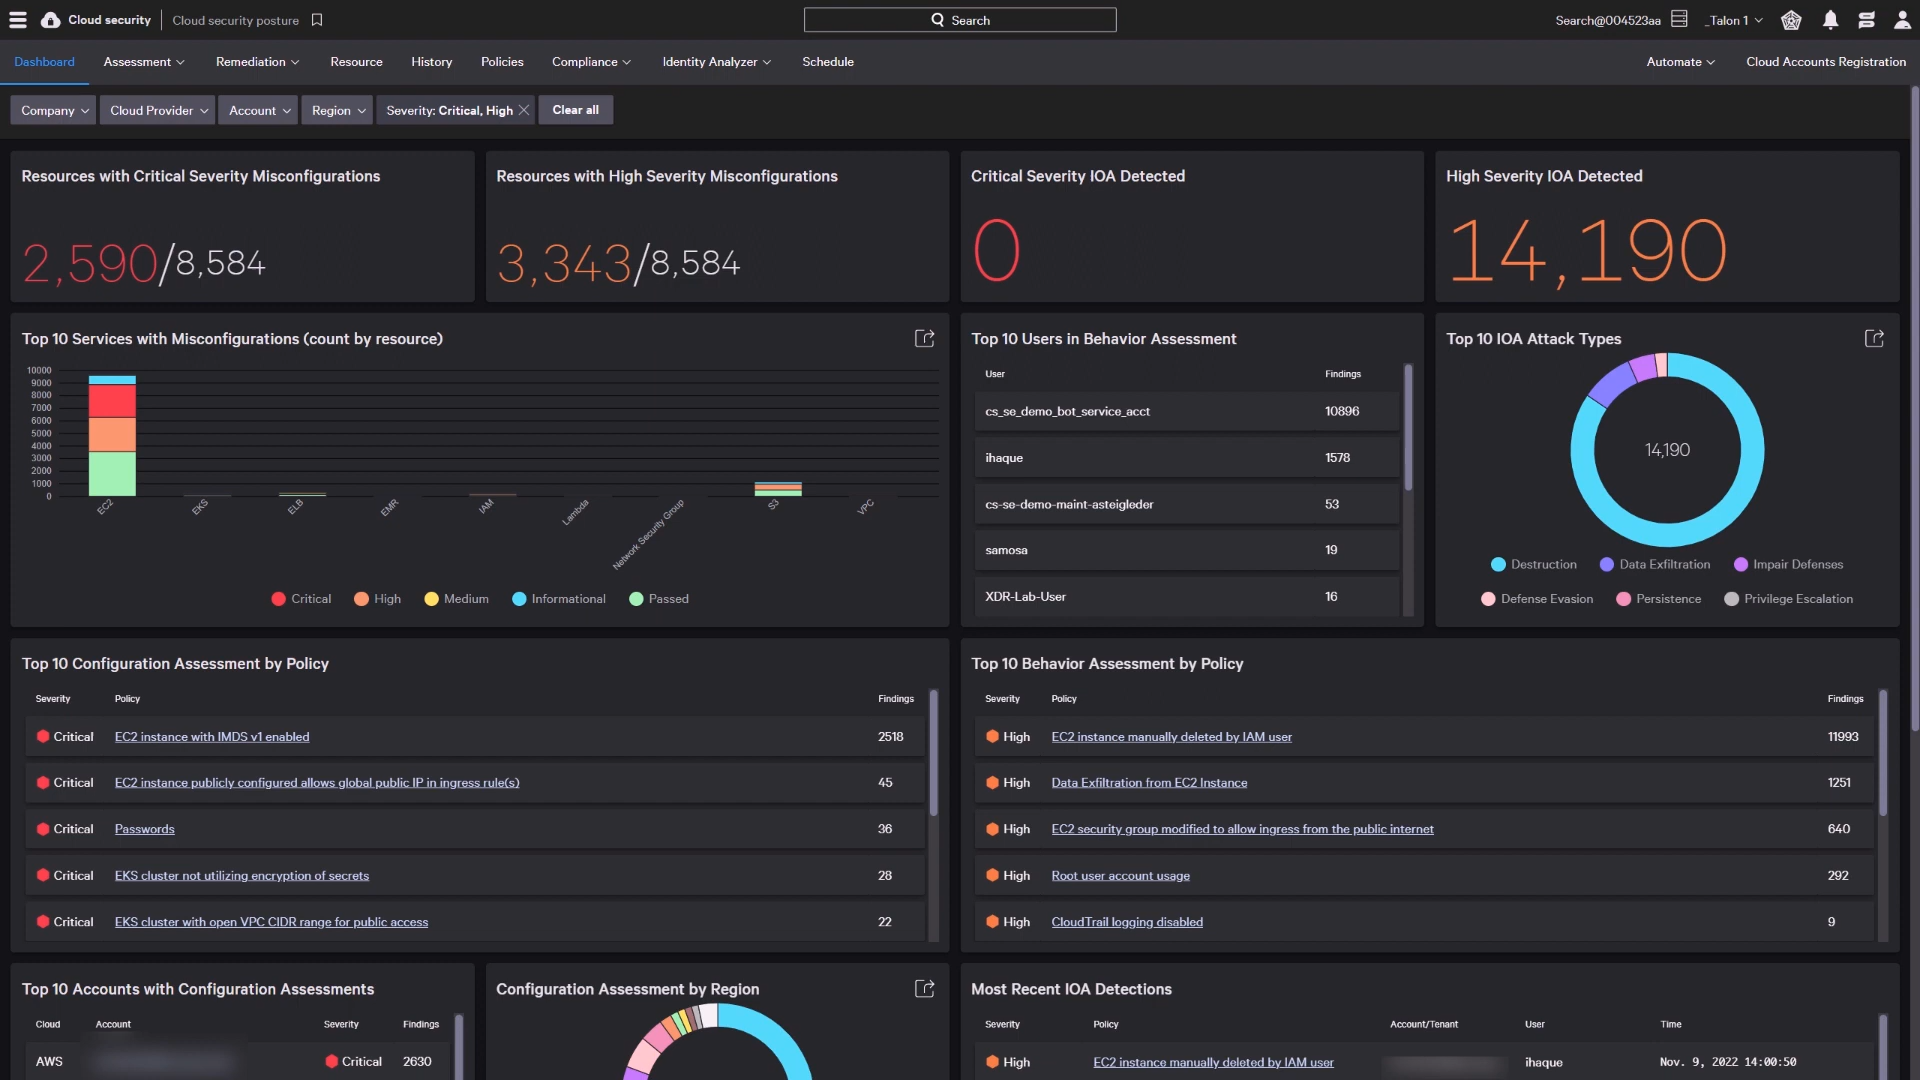 Cloud security
Cloud security posture
Search
Search@004523aa
_Talon 1
Dashboard
Assessment
Remediation
Resource
History
Policies
Compliance
Identity Analyzer
Schedule
Automate
Cloud Accounts Registration
Company
Cloud Provider
Account
Region
Severity: Critical, High
Clear all
Resources with Critical Severity Misconfigurations
2,590/8,584
Resources with High Severity Misconfigurations
3,343/8,584
Critical Severity IOA Detected
0
High Severity IOA Detected
14,190
Top 10 Services with Misconfigurations (count by resource)
10000
9000
8000
7000
6000
5000
4000
3000
2000
1000
0
EC2
EKS
ELB
EMR
IAM
Lambda
Network Security Group
S3
VPC
Critical
High
Medium
Informational
Passed
Top 10 Users in Behavior Assessment
User Findings
cs_se_demo_bot_service_acct 10896
ihaque 1578
cs-se-demo-maint-asteigleder 53
samosa 19
XDR-Lab-User 16
Top 10 IOA Attack Types
14,190
Destruction
Data Exfiltration
Impair Defenses
Defense Evasion
Persistence
Privilege Escalation
Top 10 Configuration Assessment by Policy
Severity Policy Findings
Critical EC2 instance with IMDS v1 enabled 2518
Critical EC2 instance publicly configured allows global public IP in ingress rule(s) 45
Critical Passwords 36
Critical EKS cluster not utilizing encryption of secrets 28
Critical EKS cluster with open VPC CIDR range for public access 22
Top 10 Behavior Assessment by Policy
Severity Policy Findings
High EC2 instance manually deleted by IAM user 11993
High Data Exfiltration from EC2 Instance 1251
High EC2 security group modified to allow ingress from the public internet 640
High Root user account usage 292
High CloudTrail logging disabled 9
Top 10 Accounts with Configuration Assessments
Cloud Account Severity Findings
AWS Critical 2630
Configuration Assessment by Region
Most Recent IOA Detections
Severity Policy Account/Tenant User Time
High EC2 instance manually deleted by IAM user ihaque Nov. 9, 2022 14:00:50